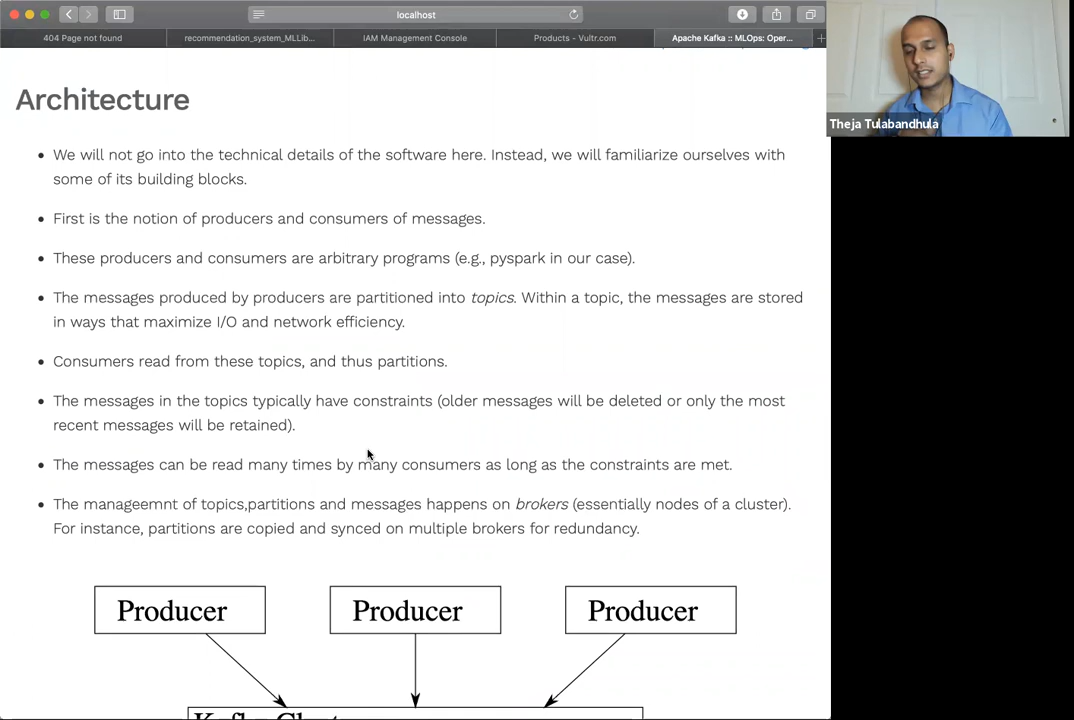 localhost
404 Page not found
recommendation_system_MLLib...
IAM Management Console
Products - Vultr.com
Apache Kafka :: MLOps: Oper...
Theja Tulabandhula
Architecture
We will not go into the technical details of the software here. Instead, we will familiarize ourselves with
some of its building blocks.
First is the notion of producers and consumers of messages.
These producers and consumers are arbitrary programs (e.g., pyspark in our case).
The messages produced by producers are partitioned into topics. Within a topic, the messages are stored
in ways that maximize I/O and network efficiency.
Consumers read from these topics, and thus partitions.
The messages in the topics typically have constraints (older messages will be deleted or only the most
recent messages will be retained).
The messages can be read many times by many consumers as long as the constraints are met.
The manageemnt of topics,partitions and messages happens on brokers (essentially nodes of a cluster).
For instance, partitions are copied and synced on multiple brokers for redundancy.
Producer
Producer
Producer
Kafka Cluster